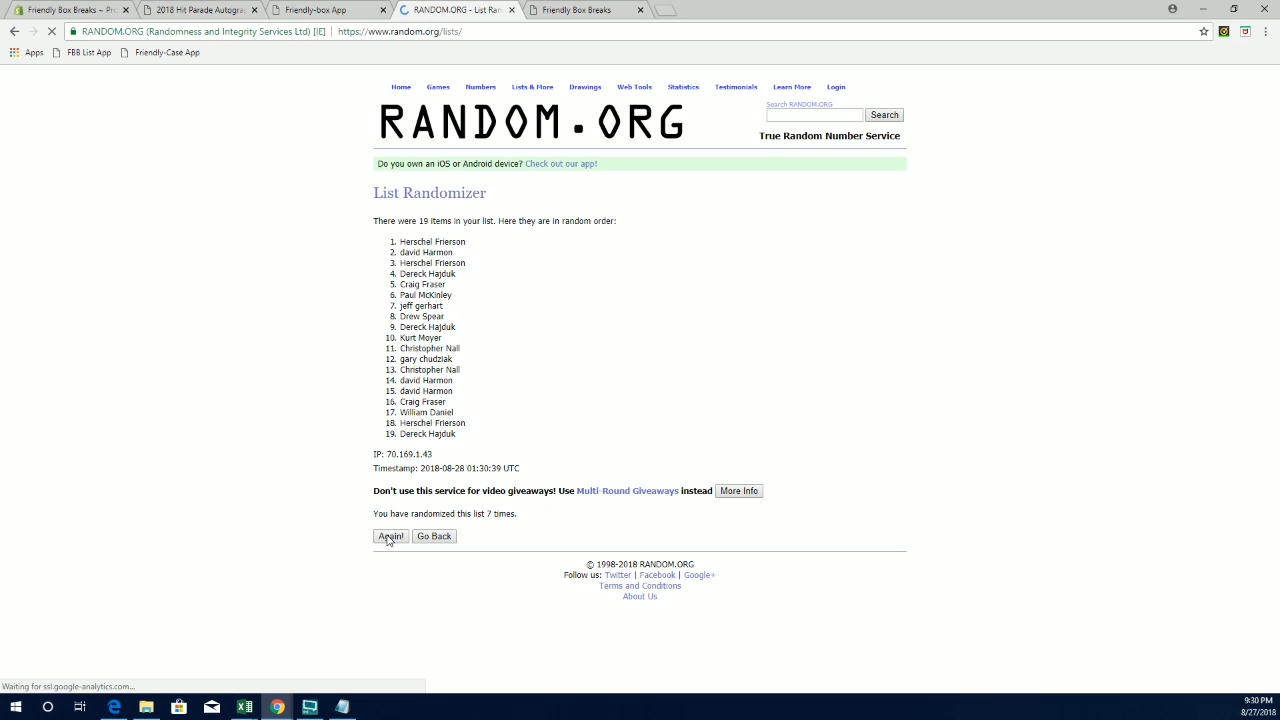 Friendly Box Breaks ~ Pr
2018 Hit Parade Autogra
Friendly-box App
RANDOM.ORG - List Ran
Friendly Box Breaks
RANDOM.ORG (Randomness and Integrity Services Ltd) [IE] https://www.random.org/lists/
Apps FBB List App Friendly-Case App
Home Games Numbers Lists & More Drawings Web Tools Statistics Testimonials Learn More Login
RANDOM.ORG
Search RANDOM.ORG
Search
True Random Number Service
Do you own an iOS or Android device? Check out our app!
List Randomizer
There were 19 items in your list. Here they are in random order:
1. Herschel Frierson
2. david Harmon
3. Herschel Frierson
4. Dereck Hajduk
5. Craig Fraser
6. Paul McKinley
7. jeff gerhart
8. Drew Spear
9. Dereck Hajduk
10. Kurt Moyer
11. Christopher Nall
12. gary chudziak
13. Christopher Nall
14. david Harmon
15. david Harmon
16. Craig Fraser
17. William Daniel
18. Herschel Frierson
19. Dereck Hajduk
IP: 70.169.1.43
Timestamp: 2018-08-28 01:30:39 UTC
Don't use this service for video giveaways! Use Multi-Round Giveaways instead More Info
You have randomized this list 7 times.
Again! Go Back
© 1998-2018 RANDOM.ORG
Follow us: Twitter | Facebook | Google+
Terms and Conditions
About Us
Waiting for ssl.google-analytics.com...
9:30 PM
8/27/2018